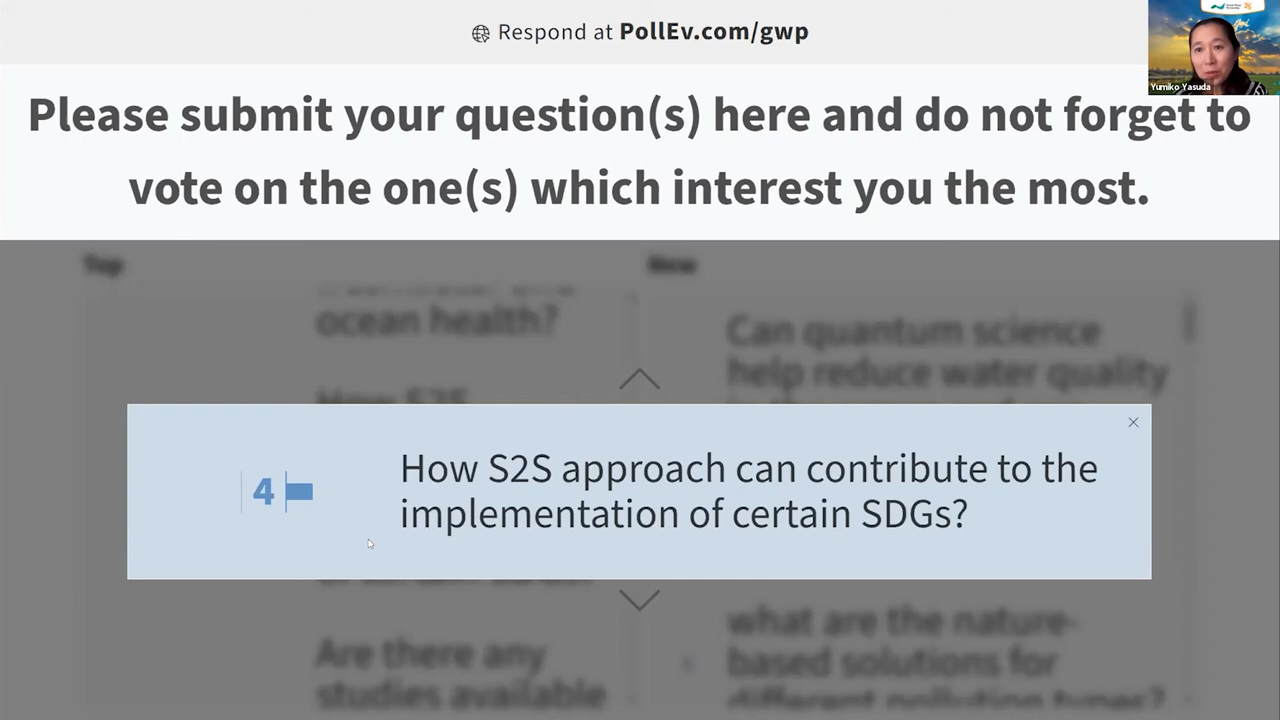 Respond at PollEv.com/gwp
Yumiko Yasuda
Please submit your question(s) here and do not forget to
vote on the one(s) which interest you the most.
Top
New
ocean health?
Can quantum science
help reduce water quality
How S2S
4
How S2S approach can contribute to the
implementation of certain SDGs?
Are there any
studies available
what are the nature-
based solutions for
different pollution types?